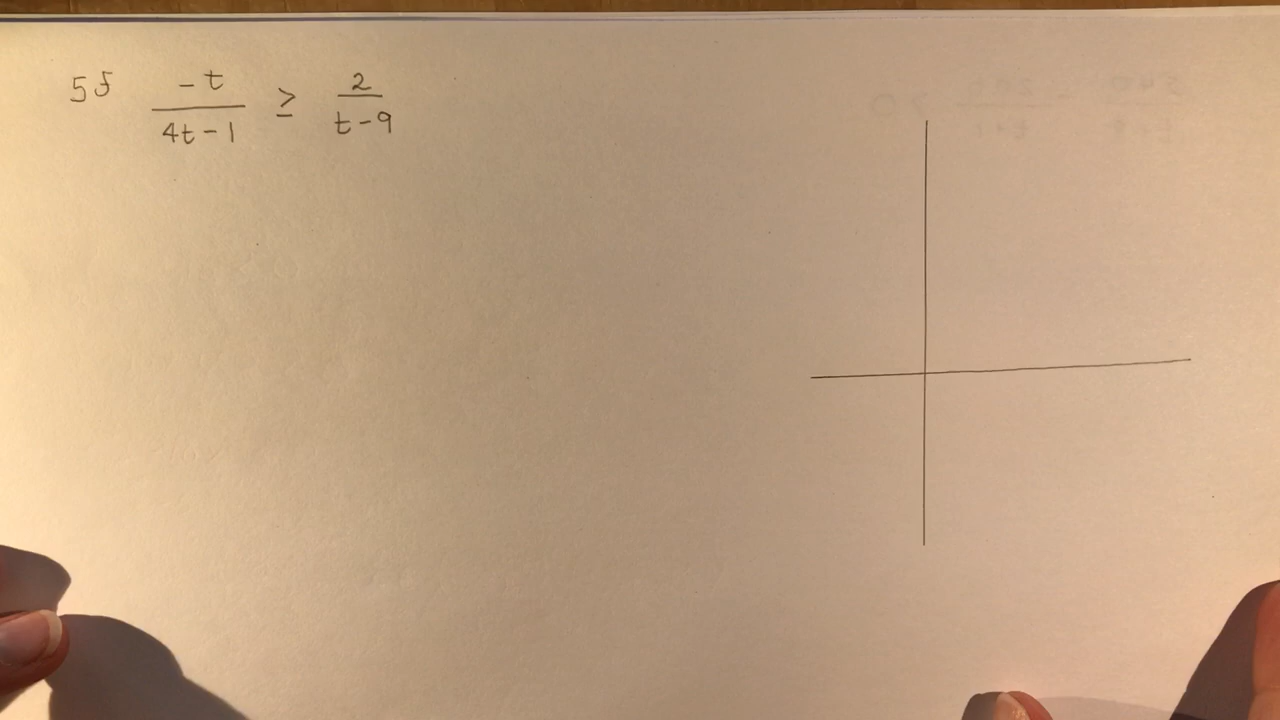 55 -t / 4t-1 ≥ 2 / t-9